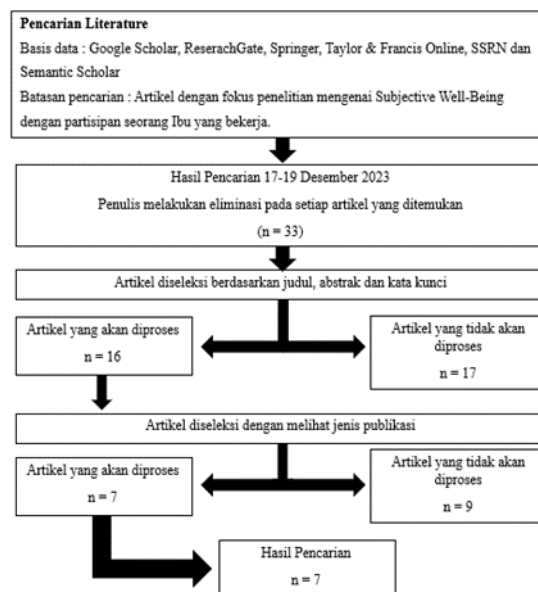 Pencarian Literature
Basis data : Google Scholar, ReserachGate, Springer, Taylor & Francis Online, SSRN dan
Semantic Scholar
Batasan pencarian : Artikel dengan fokus penelitian mengenai Subjective Well-Being
dengan partisipan seorang Ibu yang bekerja.
Hasil Pencarian 17-19 Desember 2023
Penulis melakukan eliminasi pada setiap artikel yang ditemukan
(n = 33)
Artikel diseleksi berdasarkan judul, abstrak dan kata kunci
Artikel yang akan diproses
n = 16
Artikel yang tidak akan
diproses
n = 17
Artikel diseleksi dengan melihat jenis publikasi
Artikel yang akan diproses
n = 7
Artikel yang tidak akan
diproses
n = 9
Hasil Pencarian
n = 7